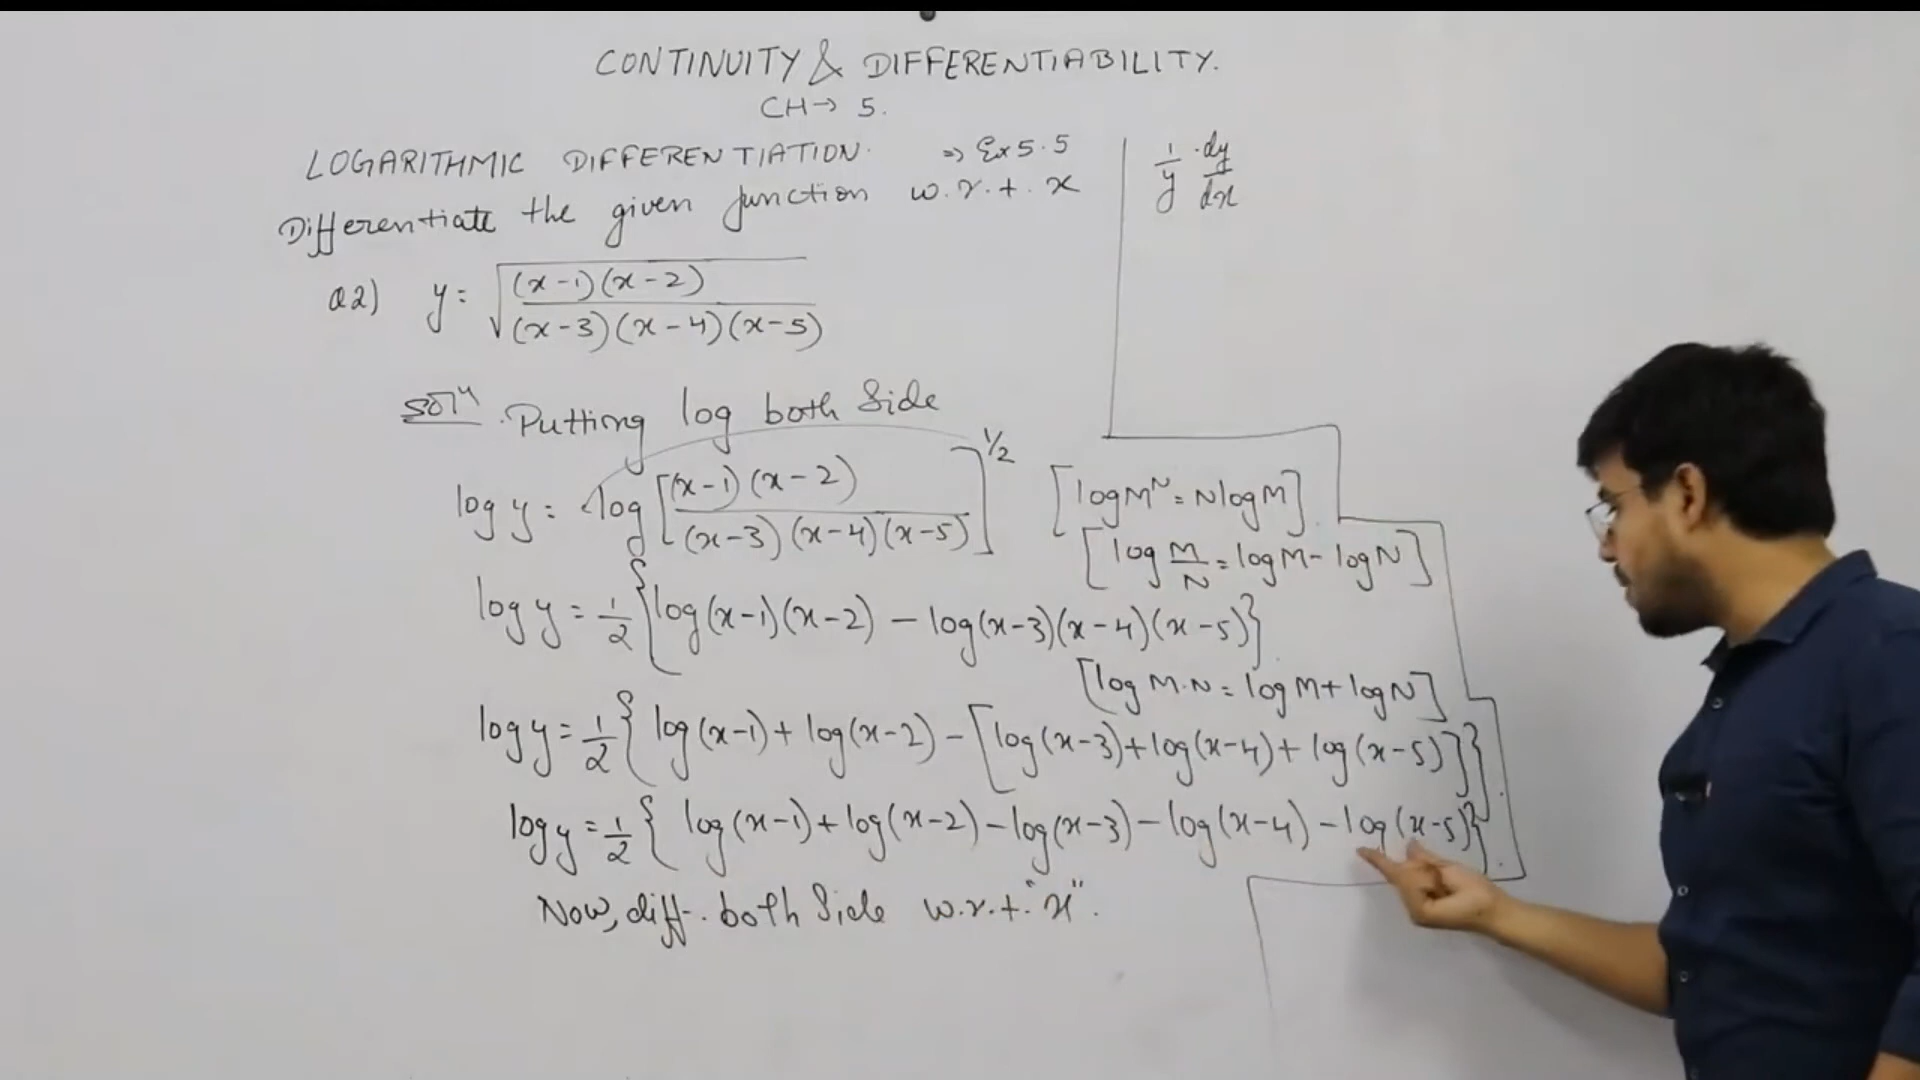 CONTINUITY & DIFFERENTIABILITY.
CH→ 5.
LOGARITHMIC DIFFERENTIATION. ⇒ Ex 5.5
Differentiate the given function w.r.t. x
Q2) y = √((x-1)(x-2)/((x-3)(x-4)(x-5)))
Solⁿ. Putting log both Side
log y = log [(x-1)(x-2)/((x-3)(x-4)(x-5))]^1/2
[log Mᴺ = N log M]
[log M/N = log M - log N]
log y = 1/2 {log(x-1)(x-2) - log(x-3)(x-4)(x-5)}
[log M.N = log M + log N]
log y = 1/2 { log(x-1) + log(x-2) - [log(x-3) + log(x-4) + log(x-5)]}.
log y = 1/2 { log(x-1) + log(x-2) - log(x-3) - log(x-4) - log(x-5)}.
Now, diff. both Side w.r.t. "x".
1/y . dy/dx